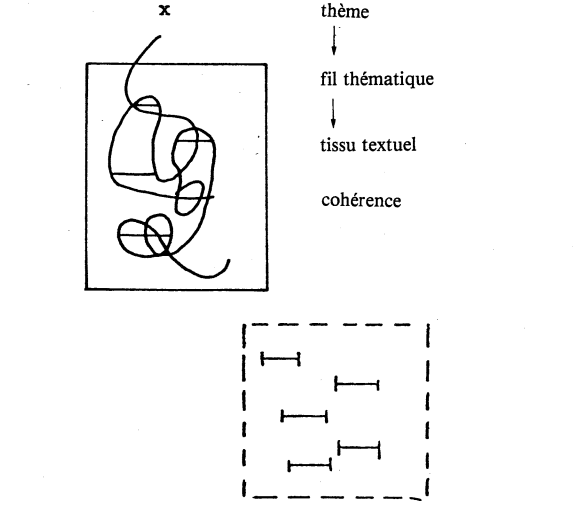 x
thème
fil thématique
tissu textuel
cohérence